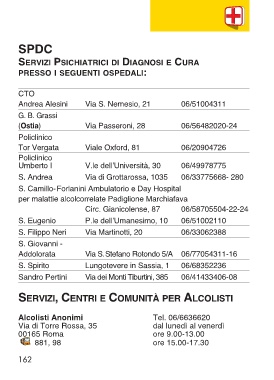 SPDC
SERVIZI PSICHIATRICI DI DIAGNOSI E CURA
PRESSO I SEGUENTI OSPEDALI:
CTO
Andrea Alesini Via S. Nemesio, 21 06/51004311
G. B. Grassi
(Ostia) Via Passeroni, 28 06/56482020-24
Policlinico
Tor Vergata Viale Oxford, 81 06/20904726
Policlinico
Umberto I V.le dell'Università, 30 06/49978775
S. Andrea Via di Grottarossa, 1035 06/33775668- 280
S. Camillo-Forlanini Ambulatorio e Day Hospital
per malattie alcolcorrelate Padiglione Marchiafava
Circ. Gianicolense, 87 06/58705504-22-24
S. Eugenio P.le dell'Umanesimo, 10 06/51002110
S. Filippo Neri Via Martinotti, 20 06/33062388
S. Giovanni -
Addolorata Via S. Stefano Rotondo 5/A 06/77054311-16
S. Spirito Lungotevere in Sassia, 1 06/68352236
Sandro Pertini Via dei Monti Tiburtini, 385 06/41433406-08
SERVIZI, CENTRI E COMUNITÀ PER ALCOLISTI
Alcolisti Anonimi Tel. 06/6636620
Via di Torre Rossa, 35 dal lunedì al venerdì
00165 Roma ore 9.00-13.00
881, 98 ore 15.00-17.30
162